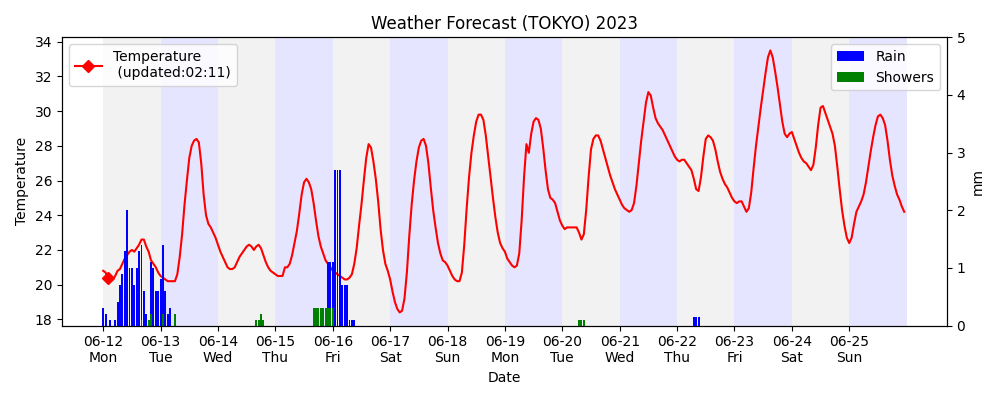 Weather Forecast (TOKYO) 2023
Temperature
(updated:02:11)
Rain
Showers
34
32
30
28
26
24
22
20
18
Temperature
5
4
3
2
1
0
mm
06-12 06-13 06-14 06-15 06-16 06-17 06-18 06-19 06-20 06-21 06-22 06-23 06-24 06-25
Mon Tue Wed Thu Fri Sat Sun Mon Tue Wed Thu Fri Sat Sun
Date